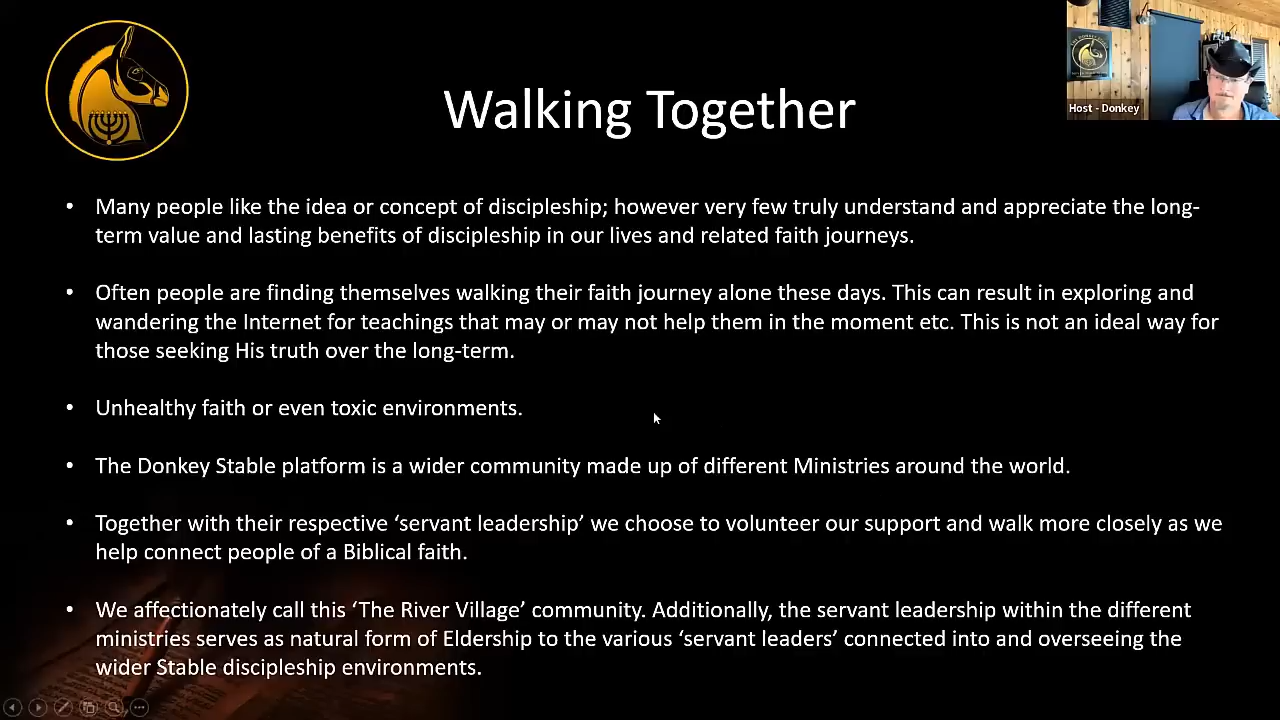 Walking Together
Host - Donkey
• Many people like the idea or concept of discipleship; however very few truly understand and appreciate the long-
term value and lasting benefits of discipleship in our lives and related faith journeys.
• Often people are finding themselves walking their faith journey alone these days. This can result in exploring and
wandering the Internet for teachings that may or may not help them in the moment etc. This is not an ideal way for
those seeking His truth over the long-term.
• Unhealthy faith or even toxic environments.
• The Donkey Stable platform is a wider community made up of different Ministries around the world.
• Together with their respective ‘servant leadership’ we choose to volunteer our support and walk more closely as we
help connect people of a Biblical faith.
• We affectionately call this ‘The River Village’ community. Additionally, the servant leadership within the different
ministries serves as natural form of Eldership to the various ‘servant leaders’ connected into and overseeing the
wider Stable discipleship environments.